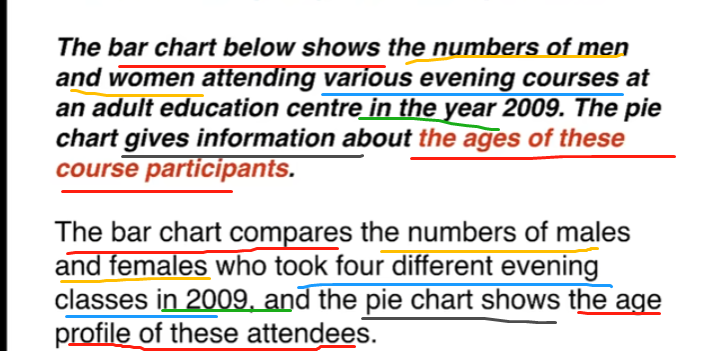 The bar chart below shows the numbers of men
and women attending various evening courses at
an adult education centre in the year 2009. The pie
chart gives information about the ages of these
course participants.
The bar chart compares the numbers of males
and females who took four different evening
classes in 2009, and the pie chart shows the age
profile of these attendees.